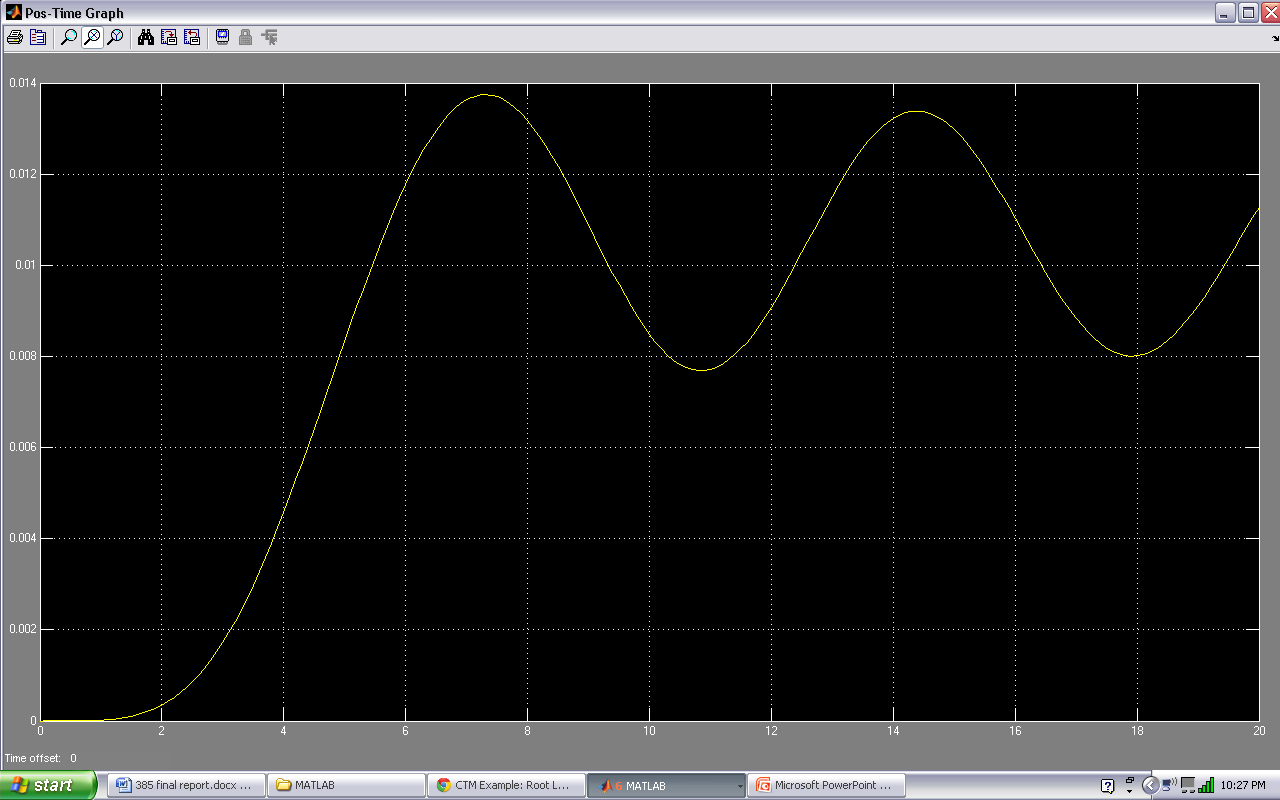 Pos-Time Graph
0.014
0.012
0.01
0.008
0.006
0.004
0.002
0
0 2 4 6 8 10 12 14 16 18 20
Time offset: 0
start 385 final report.docx ... MATLAB CTM Example: Root L... 6 MATLAB Microsoft PowerPoint ... 10:27 PM